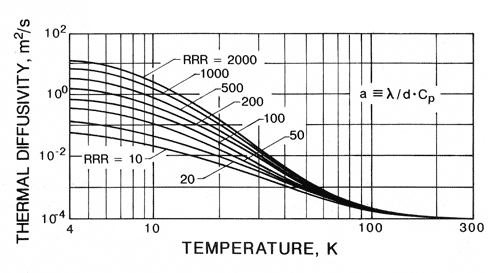 THERMAL DIFFUSIVITY, m²/s
10²
10⁰
10⁻²
10⁻⁴
RRR = 2000
1000
500
200
100
50
RRR = 10
20
a ≡ λ/d·Cₚ
4
10
100
300
TEMPERATURE, K